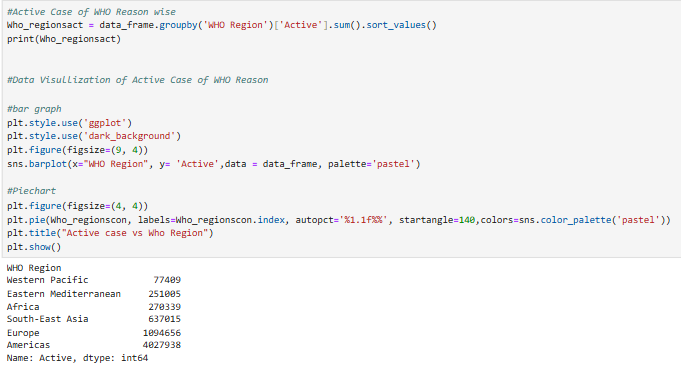 #Active Case of WHO Reason wise
Who_regionsact = data_frame.groupby('WHO Region')['Active'].sum().sort_values()
print(Who_regionsact)
#Data Visullization of Active Case of WHO Reason
#bar graph
plt.style.use('ggplot')
plt.style.use('dark_background')
plt.figure(figsize=(9, 4))
sns.barplot(x="WHO Region", y= 'Active',data = data_frame, palette='pastel')
#Piechart
plt.figure(figsize=(4, 4))
plt.pie(Who_regionscon, labels=Who_regionscon.index, autopct='%1.1f%%', startangle=140,colors=sns.color_palette('pastel'))
plt.title("Active case vs Who Region")
plt.show()
WHO Region
Western Pacific 77409
Eastern Mediterranean 251005
Africa 270339
South-East Asia 637015
Europe 1094656
Americas 4027938
Name: Active, dtype: int64